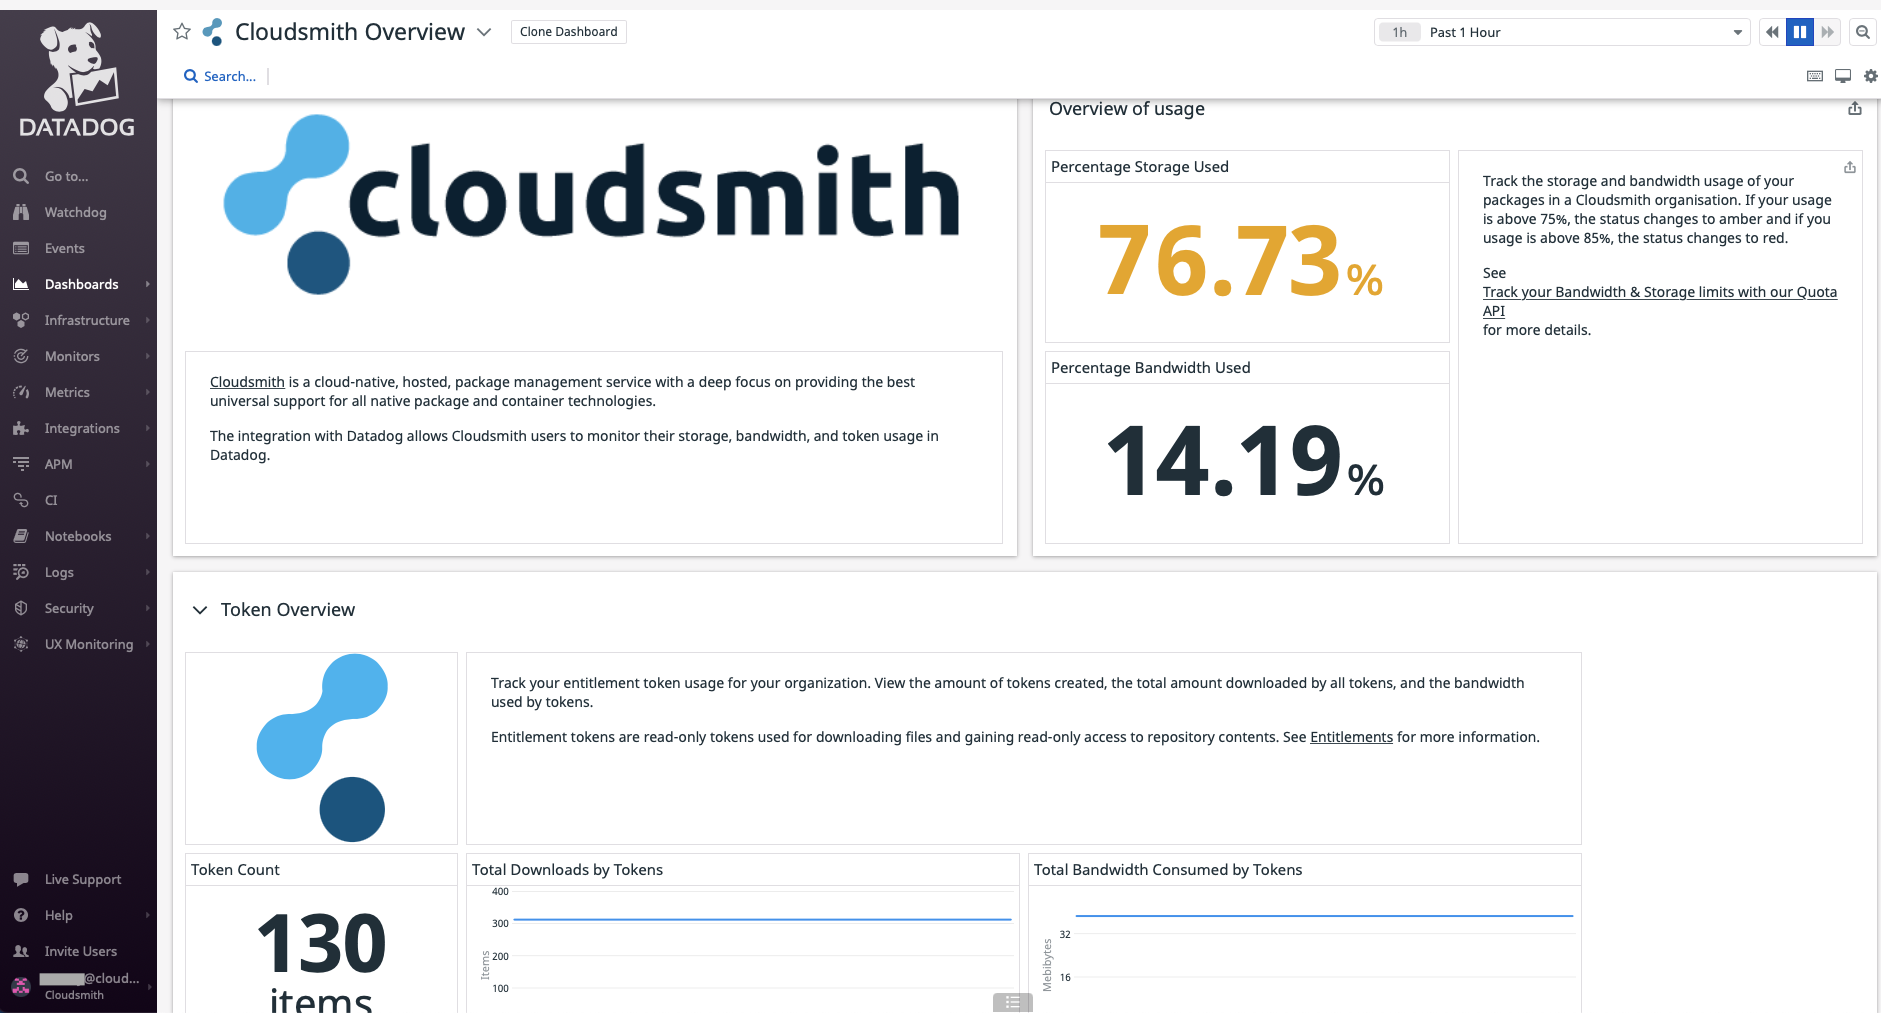 DATADOG
Go to...
Watchdog
Events
Dashboards
Infrastructure
Monitors
Metrics
Integrations
APM
CI
Notebooks
Logs
Security
UX Monitoring
Live Support
Help
Invite Users
@cloud...
Cloudsmith
Cloudsmith Overview
Clone Dashboard
1h Past 1 Hour
Search...
cloudsmith
Cloudsmith is a cloud-native, hosted, package management service with a deep focus on providing the best
universal support for all native package and container technologies.
The integration with Datadog allows Cloudsmith users to monitor their storage, bandwidth, and token usage in
Datadog.
Overview of usage
Percentage Storage Used
76.73%
Percentage Bandwidth Used
14.19%
Track the storage and bandwidth usage of your
packages in a Cloudsmith organisation. If your usage
is above 75%, the status changes to amber and if you
usage is above 85%, the status changes to red.
See
Track your Bandwidth & Storage limits with our Quota
API
for more details.
Token Overview
Track your entitlement token usage for your organization. View the amount of tokens created, the total amount downloaded by all tokens, and the bandwidth
used by tokens.
Entitlement tokens are read-only tokens used for downloading files and gaining read-only access to repository contents. See Entitlements for more information.
Token Count
130
items
Total Downloads by Tokens
400
300
200
100
Items
Total Bandwidth Consumed by Tokens
32
16
Mebibytes